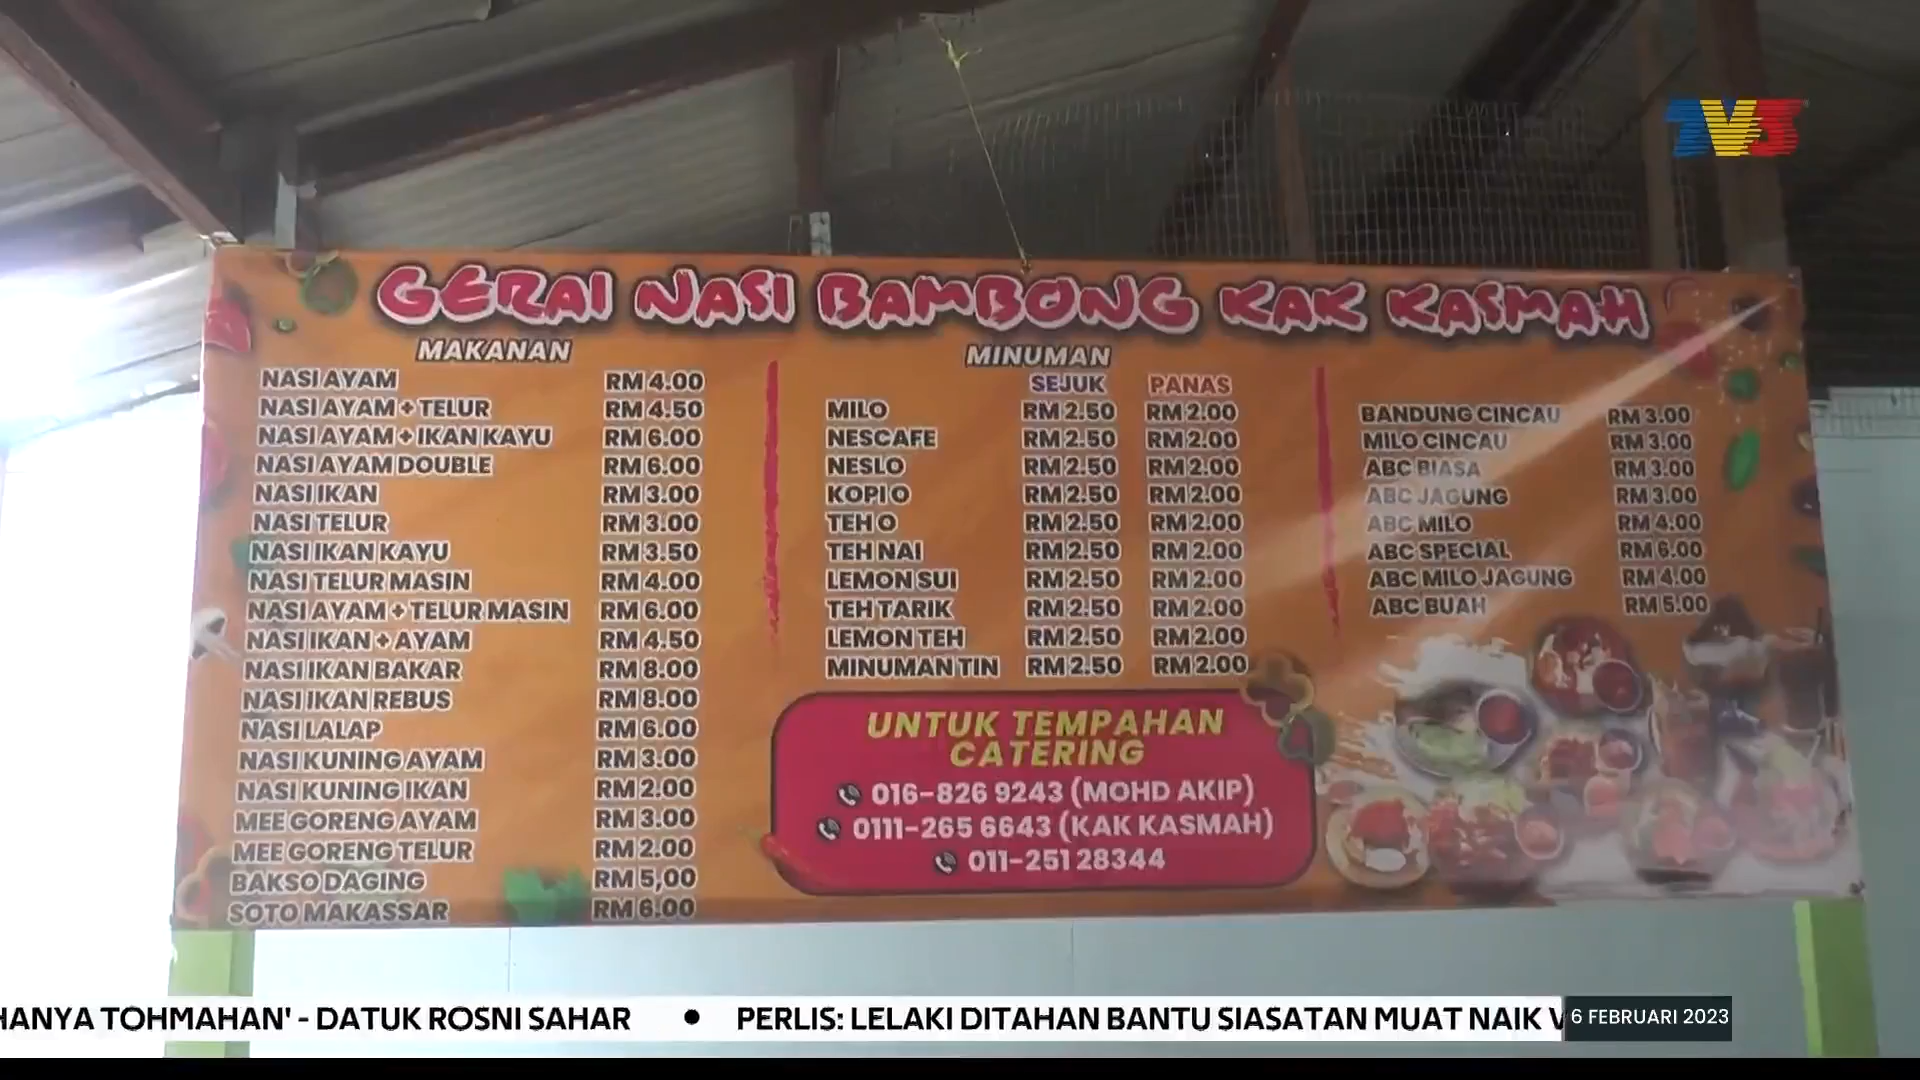 TV3
GERAI NASI BAMBONG KAK KASMAH
MAKANAN
NASI AYAM RM 4.00
NASI AYAM + TELUR RM 4.50
NASI AYAM + IKAN KAYU RM 6.00
NASI AYAM DOUBLE RM 6.00
NASI IKAN RM 3.00
NASI TELUR RM 3.00
NASI IKAN KAYU RM 3.50
NASI TELUR MASIN RM 4.00
NASI AYAM + TELUR MASIN RM 6.00
NASI IKAN + AYAM RM 4.50
NASI IKAN BAKAR RM 8.00
NASI IKAN REBUS RM 8.00
NASI LALAP RM 6.00
NASI KUNING AYAM RM 3.00
NASI KUNING IKAN RM 2.00
MEE GORENG AYAM RM 3.00
MEE GORENG TELUR RM 2.00
BAKSO DAGING RM 5,00
SOTO MAKASSAR RM 6.00
MINUMAN
SEJUK PANAS
MILO RM 2.50 RM 2.00
NESCAFE RM 2.50 RM 2.00
NESLO RM 2.50 RM 2.00
KOPI O RM 2.50 RM 2.00
TEH O RM 2.50 RM 2.00
TEH NAI RM 2.50 RM 2.00
LEMON SUI RM 2.50 RM 2.00
TEH TARIK RM 2.50 RM 2.00
LEMON TEH RM 2.50 RM 2.00
MINUMAN TIN RM 2.50 RM 2.00
BANDUNG CINCAU RM 3.00
MILO CINCAU RM 3.00
ABC BIASA RM 3.00
ABC JAGUNG RM 3.00
ABC MILO RM 4.00
ABC SPECIAL RM 6.00
ABC MILO JAGUNG RM 4.00
ABC BUAH RM 5.00
UNTUK TEMPAHAN
CATERING
016-826 9243 (MOHD AKIP)
0111-265 6643 (KAK KASMAH)
011-251 28344
HANYA TOHMAHAN' - DATUK ROSNI SAHAR • PERLIS: LELAKI DITAHAN BANTU SIASATAN MUAT NAIK V
6 FEBRUARI 2023